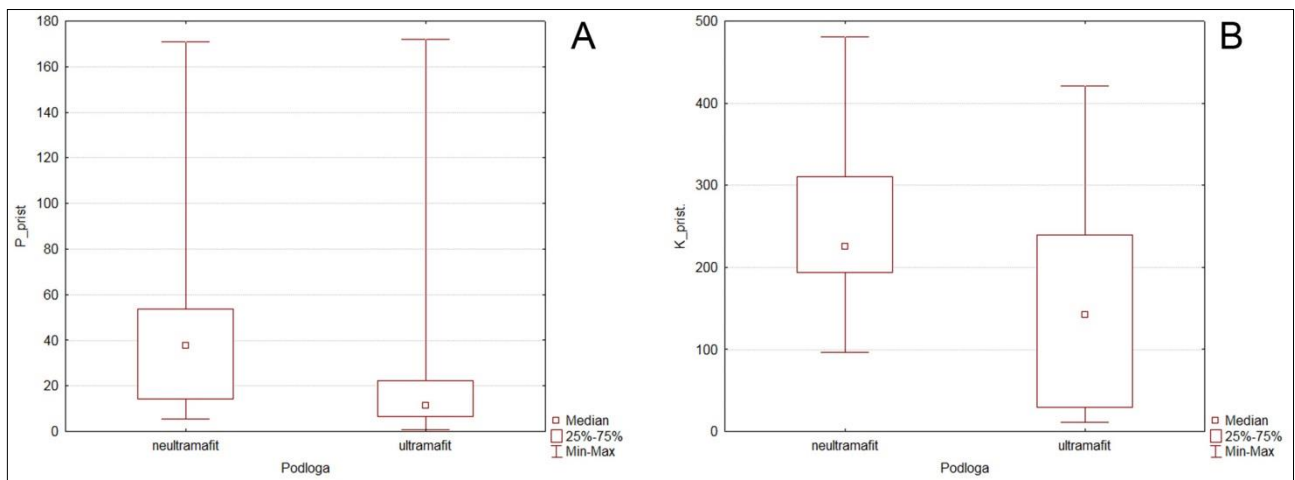 A
180
160
140
120
100
80
60
40
20
0
P_prist
neultramafit ultramafit
Podloga
Median
25%-75%
Min-Max
B
500
400
300
200
100
0
K_prist.
neultramafit ultramafit
Podloga
Median
25%-75%
Min-Max